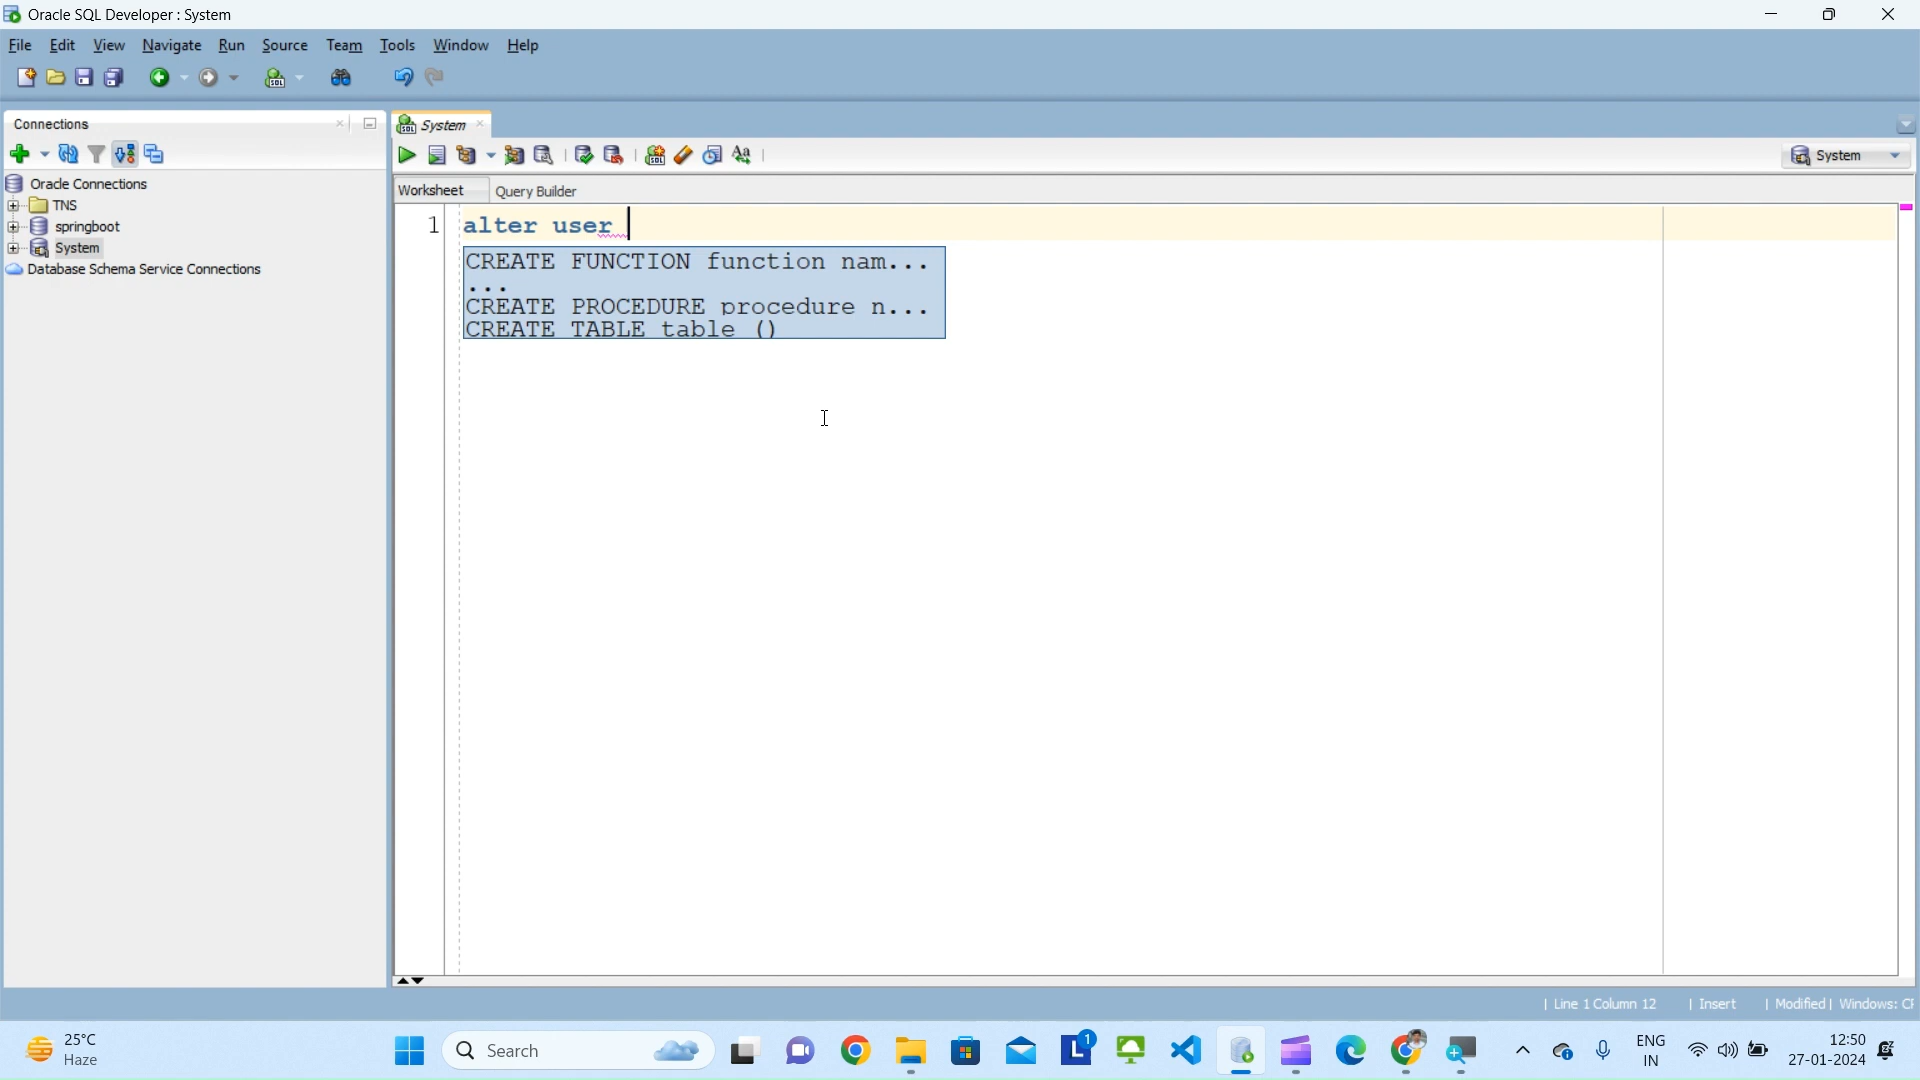 Oracle SQL Developer : System
File Edit View Navigate Run Source Team Tools Window Help
Connections
Oracle Connections
TNS
springboot
System
Database Schema Service Connections
System
System
Worksheet Query Builder
1 alter user
CREATE FUNCTION function nam...
...
CREATE PROCEDURE procedure n...
CREATE TABLE table ()
| Line 1 Column 12 | Insert | Modified | Windows: CF
25°C
Haze
Search
1
ENG
IN
12:50
27-01-2024